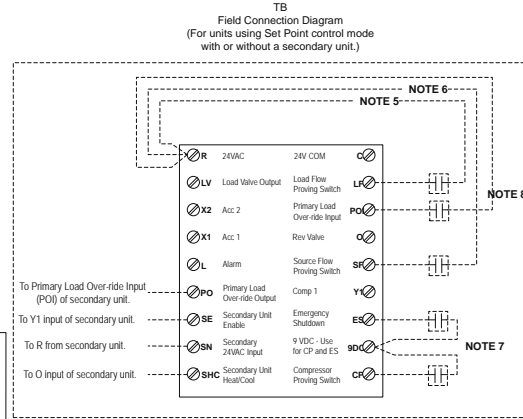 TB
Field Connection Diagram
(For units using Set Point control mode
with or without a secondary unit.)
NOTE 6
NOTE 5
R 24VAC 24V COM C
LV Load Valve Output Load Flow Proving Switch LF
NOTE 8
X2 Acc 2 Primary Load Over-ride Input POI
X1 Acc 1 Rev Valve O
L Alarm Source Flow Proving Switch SF
To Primary Load Over-ride Input
(POI) of secondary unit.
PO Primary Load Over-ride Output Comp 1 Y1
To Y1 input of secondary unit.
SE Secondary Unit Enable Emergency Shutdown ES
To R from secondary unit.
SN Secondary 24VAC Input 9 VDC - Use for CP and ES 9DC
NOTE 7
To O input of secondary unit.
SHC Secondary Unit Heat/Cool Compressor Proving Switch CP